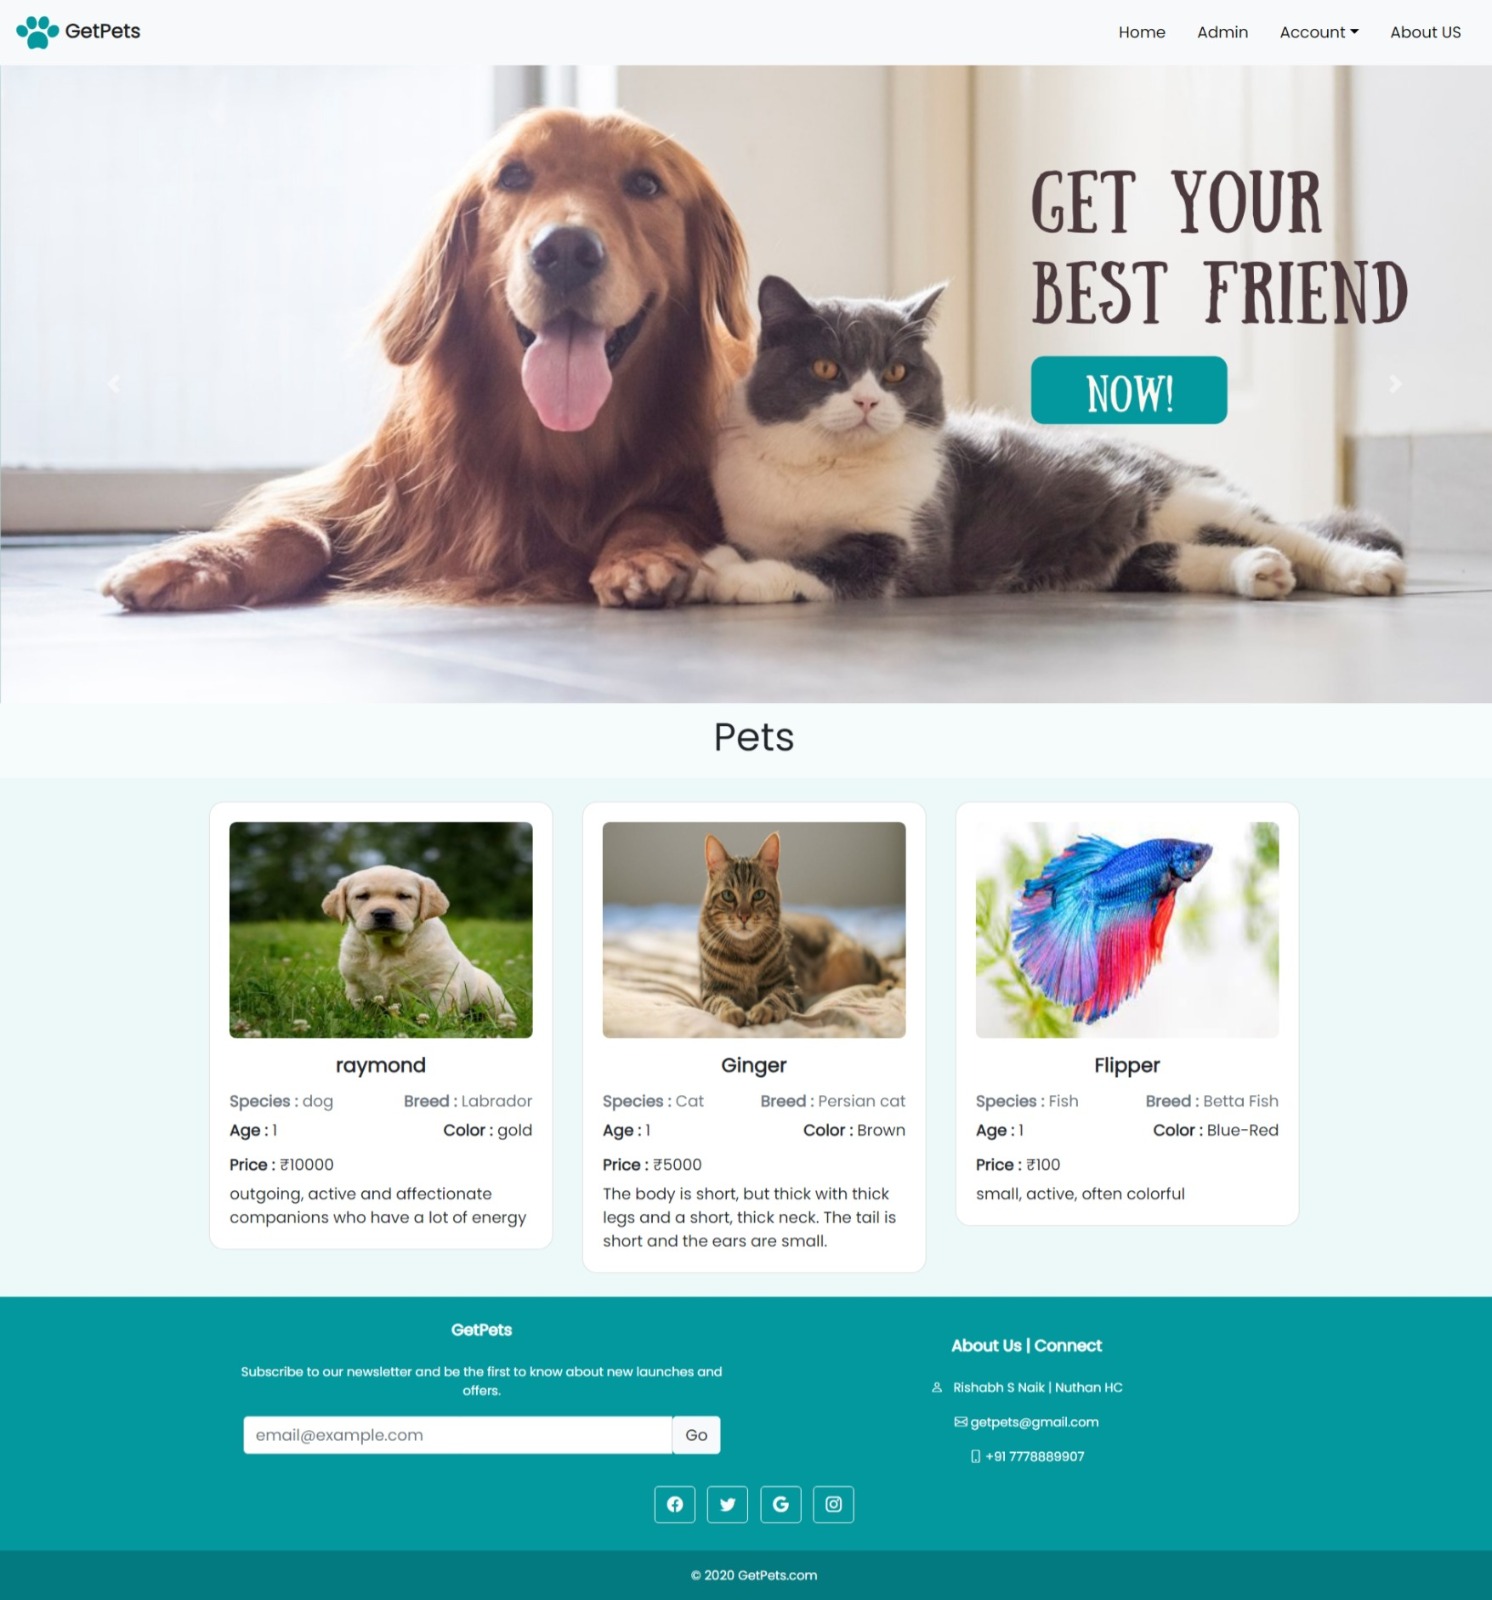 GetPets
Home Admin Account About US
GET YOUR
BEST FRIEND
NOW!
Pets
raymond
Species : dog Breed : Labrador
Age : 1 Color : gold
Price : ₹10000
outgoing, active and affectionate
companions who have a lot of energy
Ginger
Species : Cat Breed : Persian cat
Age : 1 Color : Brown
Price : ₹5000
The body is short, but thick with thick
legs and a short, thick neck. The tail is
short and the ears are small.
Flipper
Species : Fish Breed : Betta Fish
Age : 1 Color : Blue-Red
Price : ₹100
small, active, often colorful
GetPets
Subscribe to our newsletter and be the first to know about new launches and
offers.
email@example.com Go
About Us | Connect
Rishabh S Naik | Nuthan HC
getpets@gmail.com
+91 7778889907
© 2020 GetPets.com